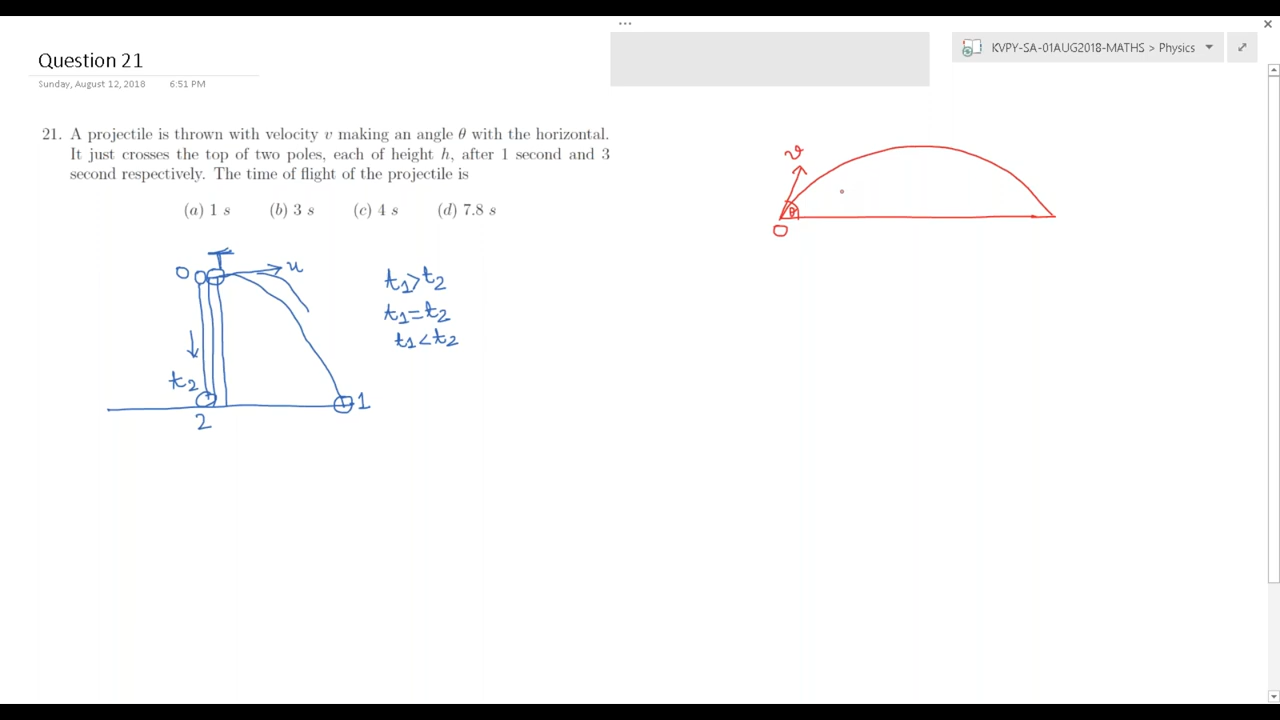 Question 21
Sunday, August 12, 2018 6:51 PM
KVPY-SA-01AUG2018-MATHS > Physics
21. A projectile is thrown with velocity v making an angle θ with the horizontal.
It just crosses the top of two poles, each of height h, after 1 second and 3
second respectively. The time of flight of the projectile is
(a) 1 s (b) 3 s (c) 4 s (d) 7.8 s
v
θ
O
O u
t₁>t₂
t₁=t₂
t₁<t₂
t₂
1
2